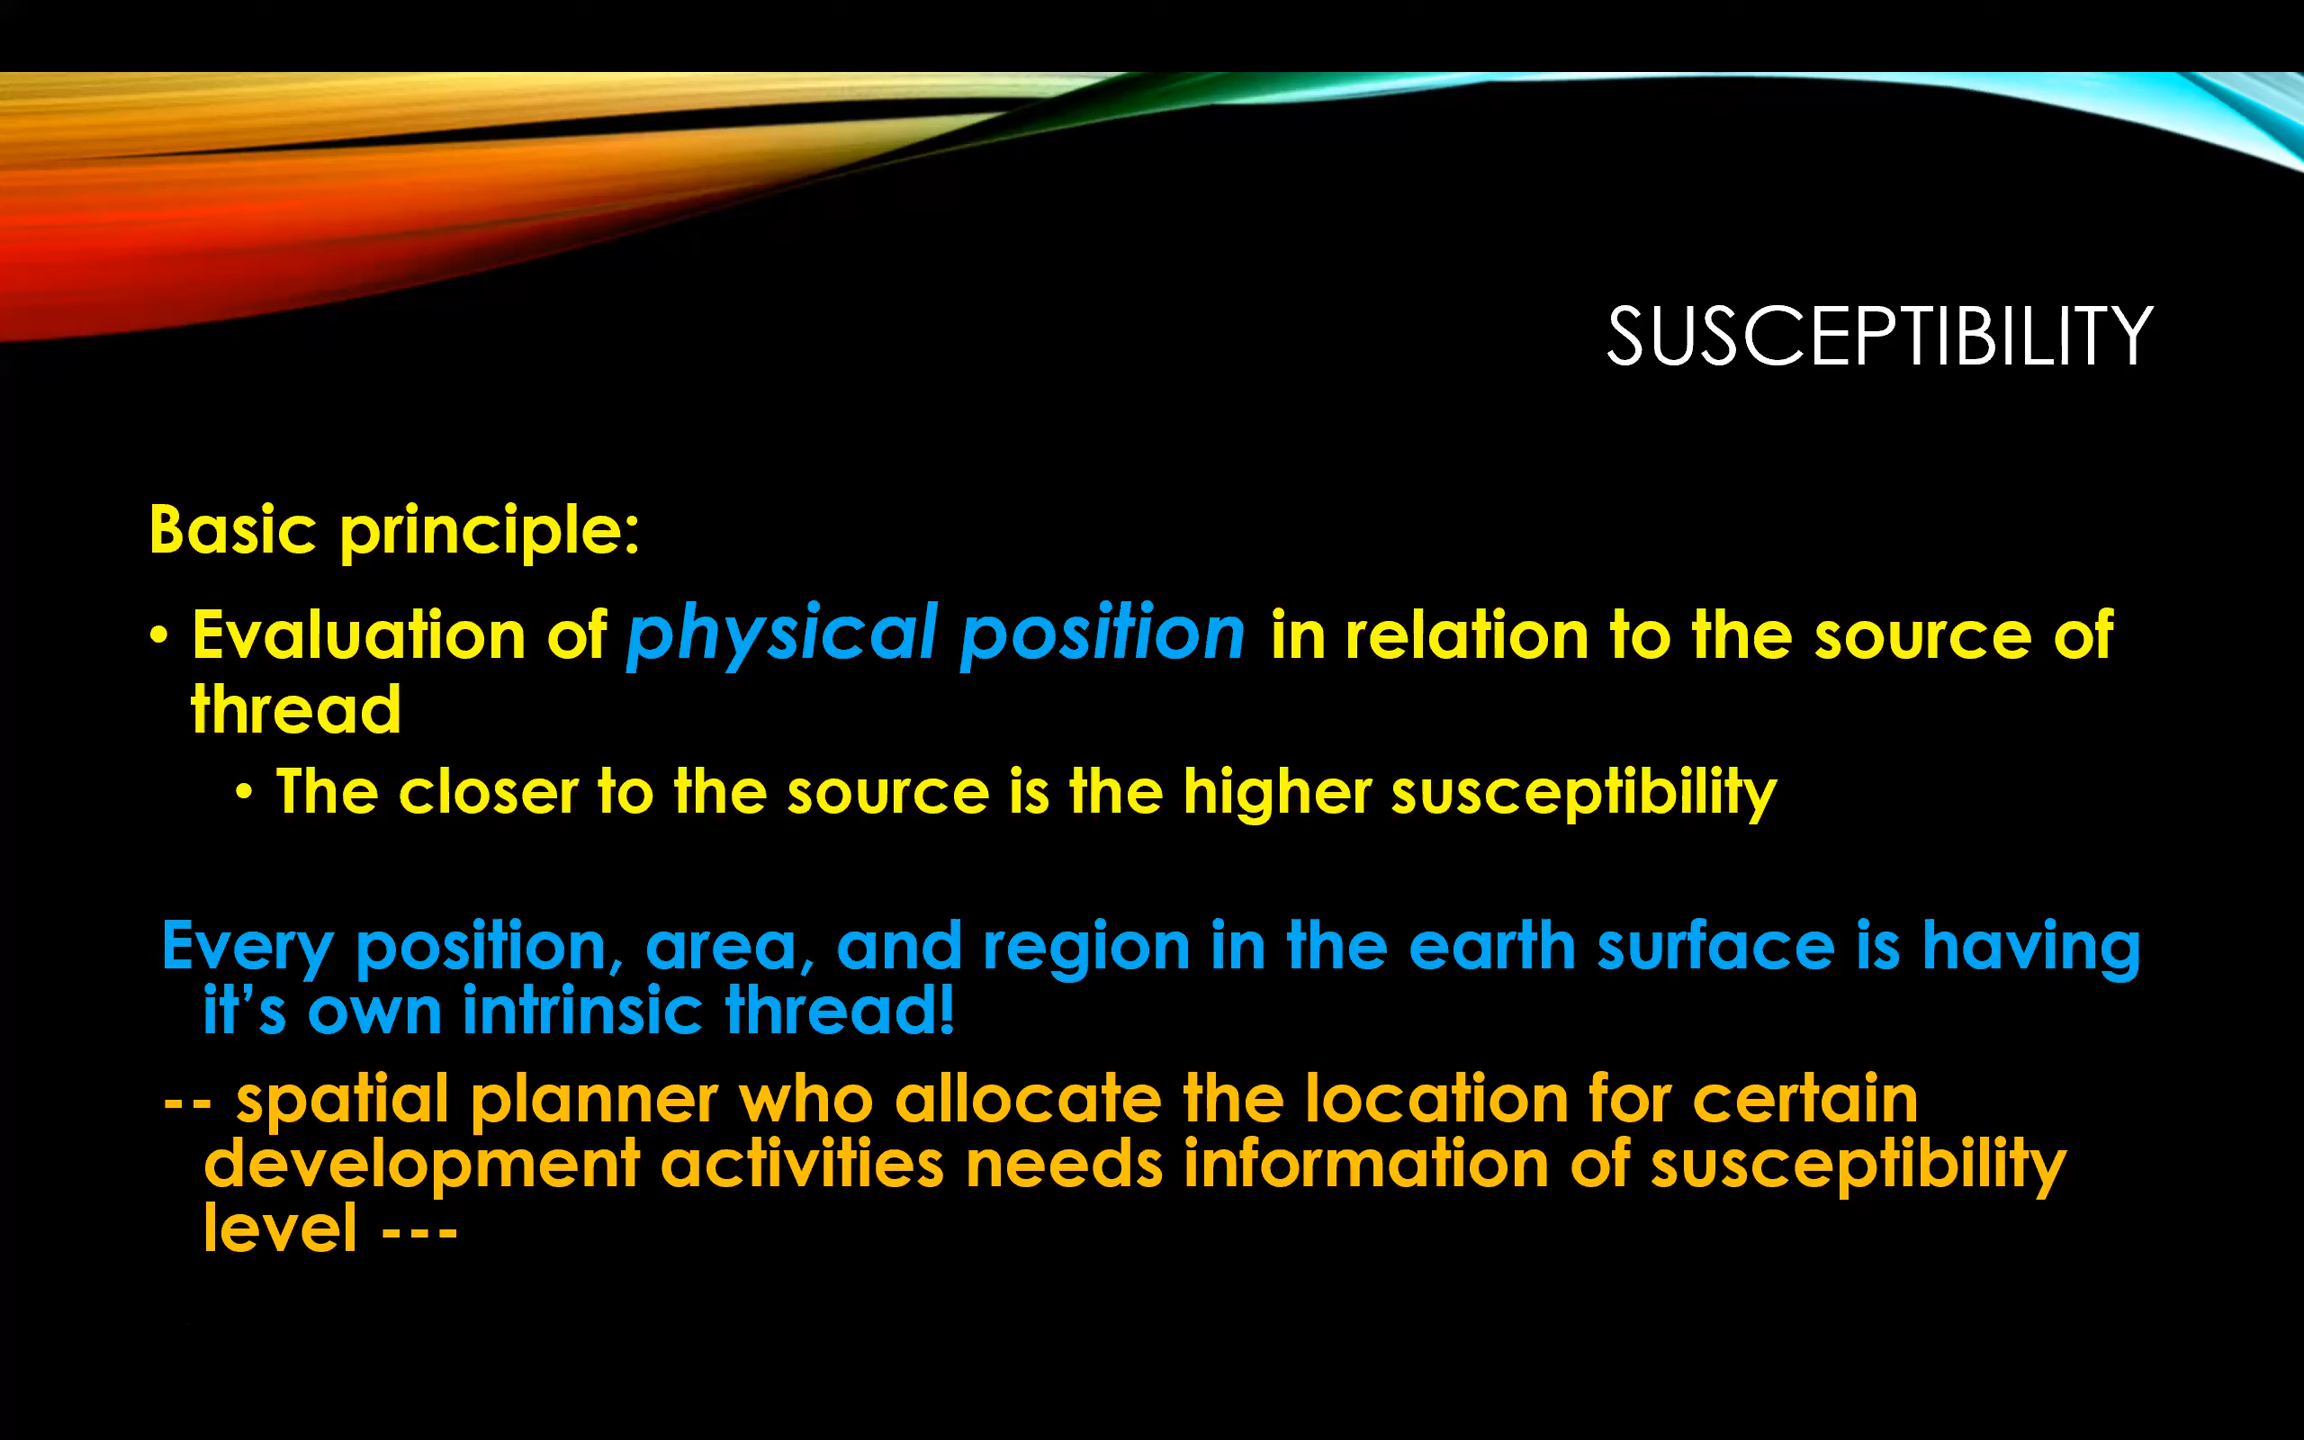 SUSCEPTIBILITY
Basic principle:
• Evaluation of physical position in relation to the source of
thread
• The closer to the source is the higher susceptibility
Every position, area, and region in the earth surface is having
it’s own intrinsic thread!
-- spatial planner who allocate the location for certain
development activities needs information of susceptibility
level ---